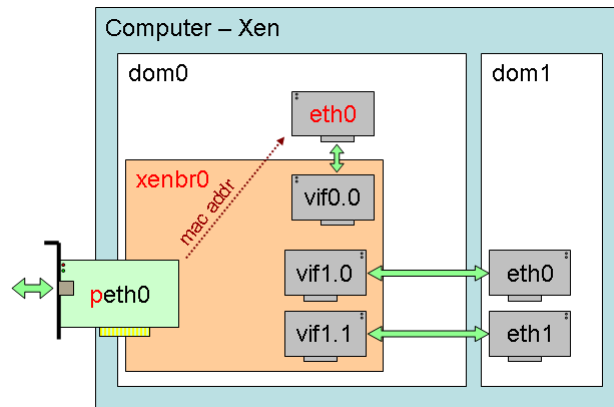 Computer – Xen
dom0
dom1
eth0
xenbr0
mac addr
vif0.0
vif1.0
eth0
peth0
vif1.1
eth1